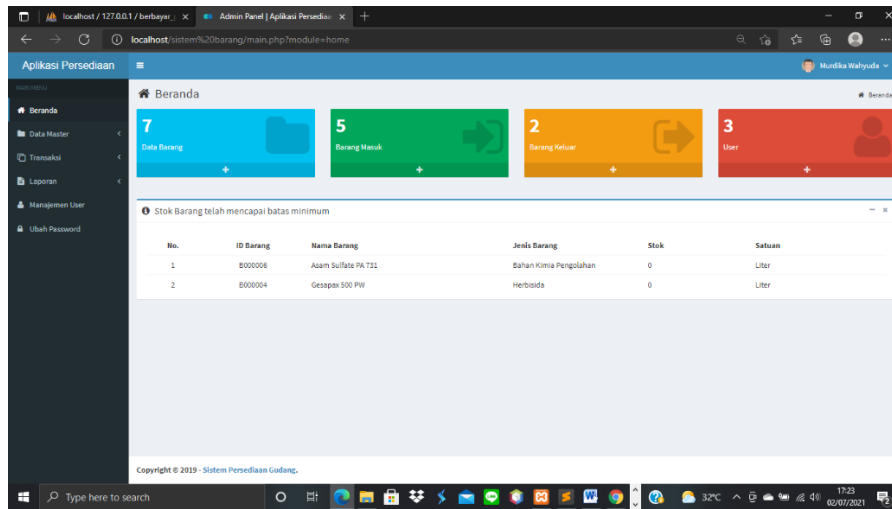 localhost / 127.0.0.1 / berbayar_
Admin Panel | Aplikasi Persediaa
localhost/sistem%20barang/main.php?module=home
Aplikasi Persediaan
Murdika Wahyuda
MAIN MENU
Beranda
Beranda
Beranda
Data Master
Transaksi
Laporan
Manajemen User
Ubah Password
7
Data Barang
5
Barang Masuk
2
Barang Keluar
3
User
Stok Barang telah mencapai batas minimum
No. ID Barang Nama Barang Jenis Barang Stok Satuan
1 B000006 Asam Sulfate PA 731 Bahan Kimia Pengolahan 0 Liter
2 B000004 Gesapax 500 PW Herbisida 0 Liter
Copyright © 2019 - Sistem Persediaan Gudang.
Type here to search
32°C
17:23
02/07/2021